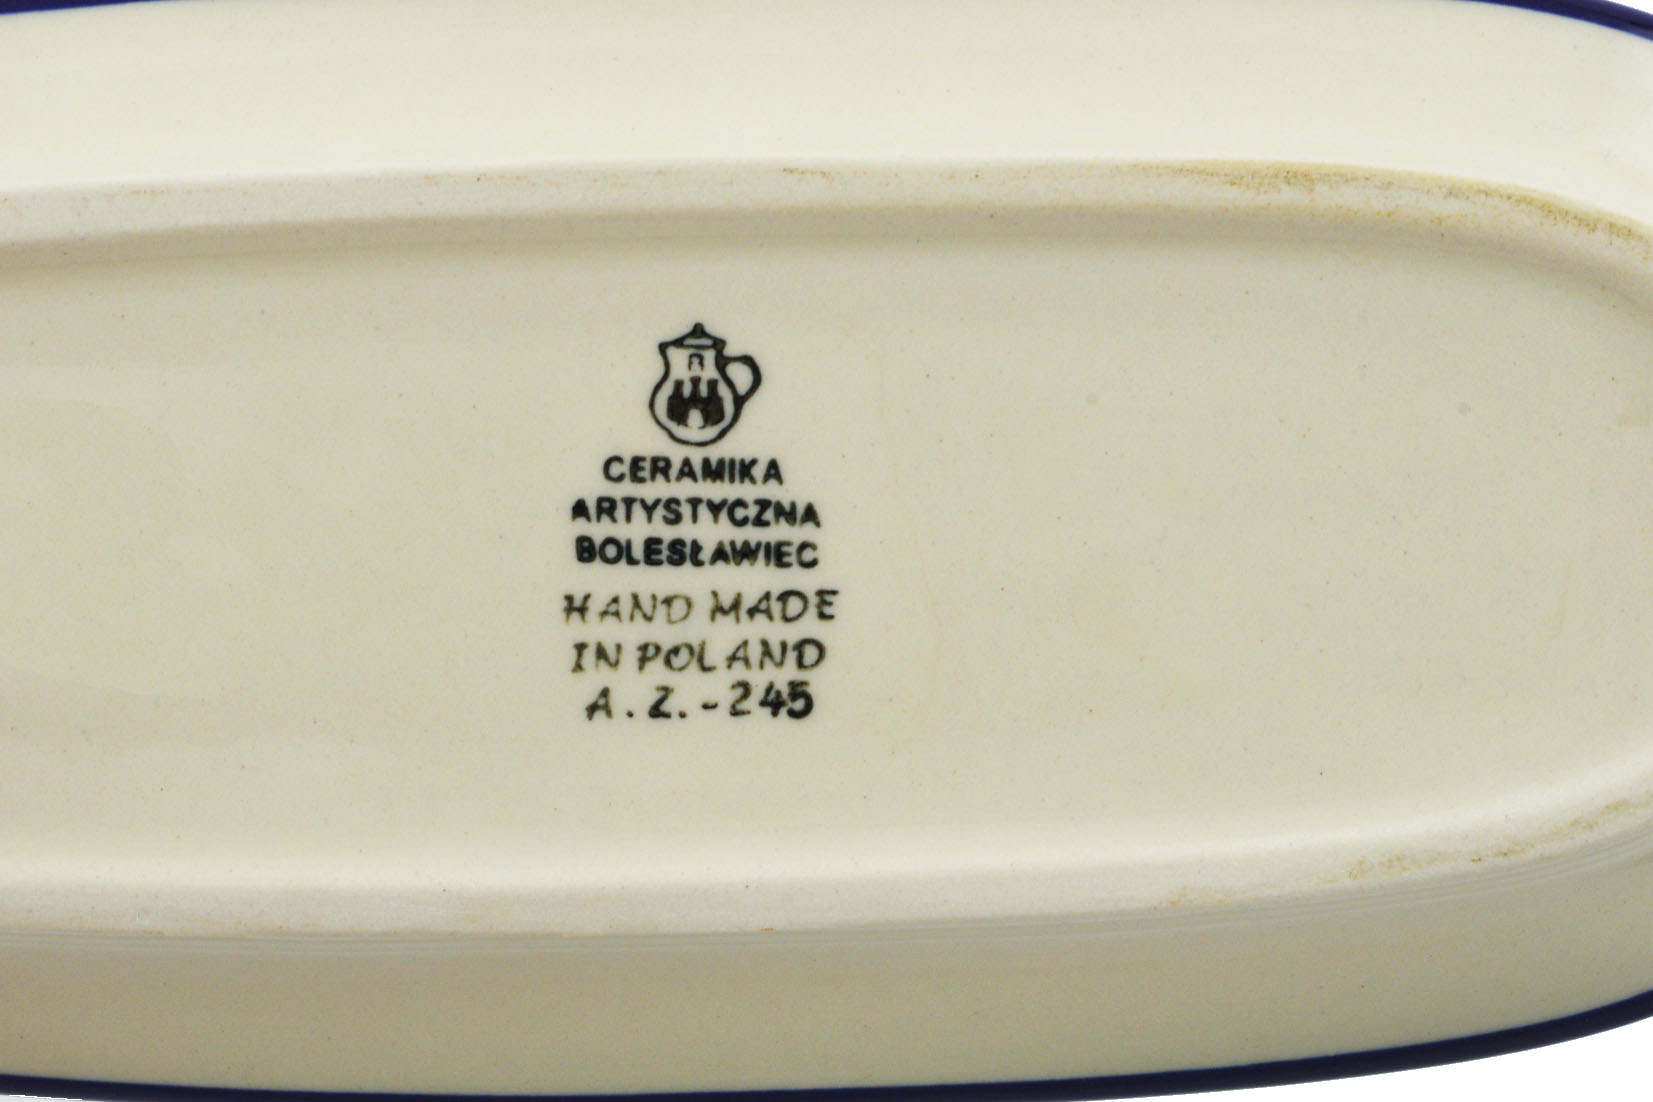 CERAMIKA
ARTYSTYCZNA
BOLESŁAWIEC
HAND MADE
IN POLAND
A.Z.-245